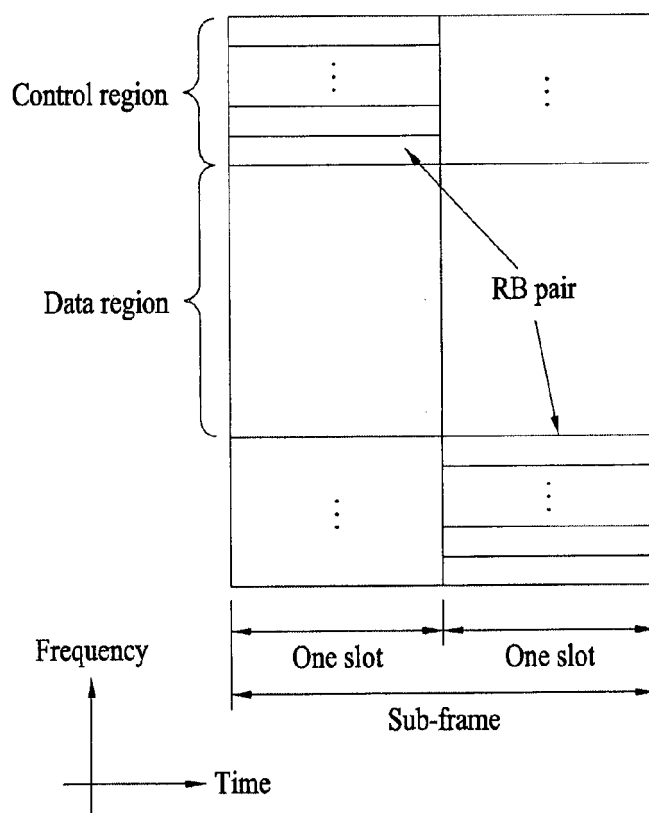 Control region
Data region
RB pair
One slot
One slot
Sub-frame
Frequency
Time